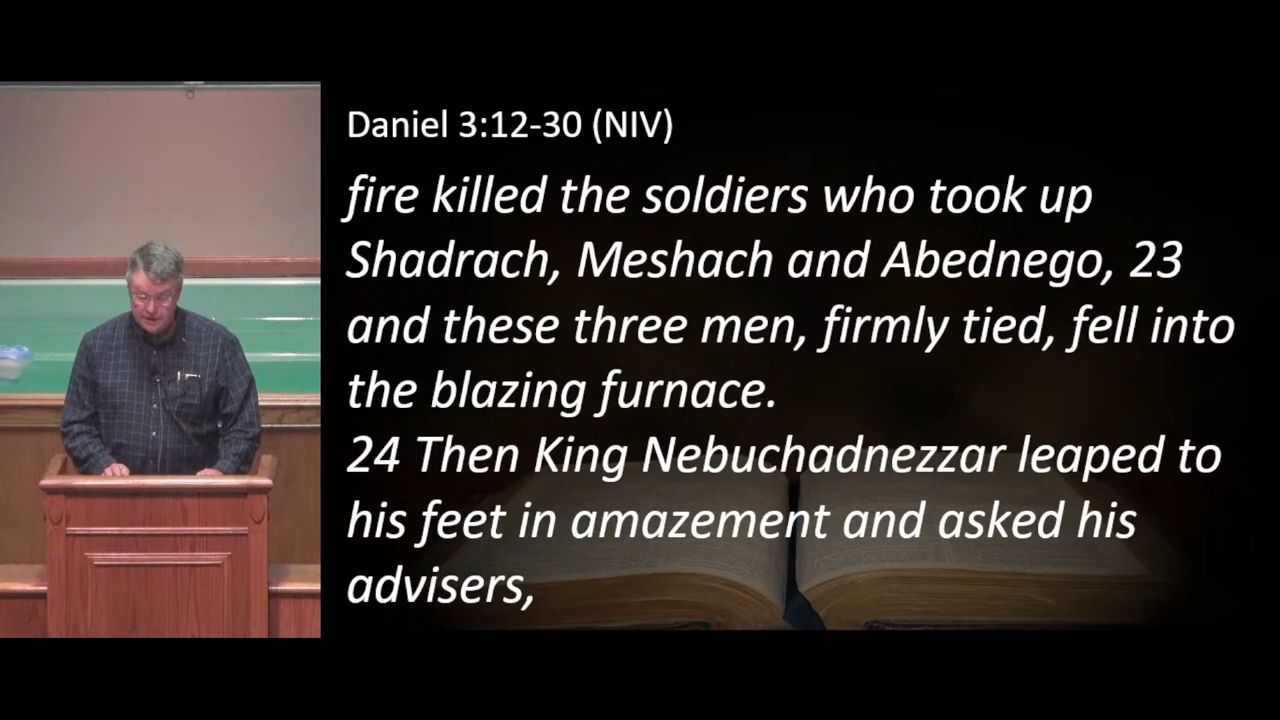 Daniel 3:12-30 (NIV)
fire killed the soldiers who took up
Shadrach, Meshach and Abednego, 23
and these three men, firmly tied, fell into
the blazing furnace.
24 Then King Nebuchadnezzar leaped to
his feet in amazement and asked his
advisers,